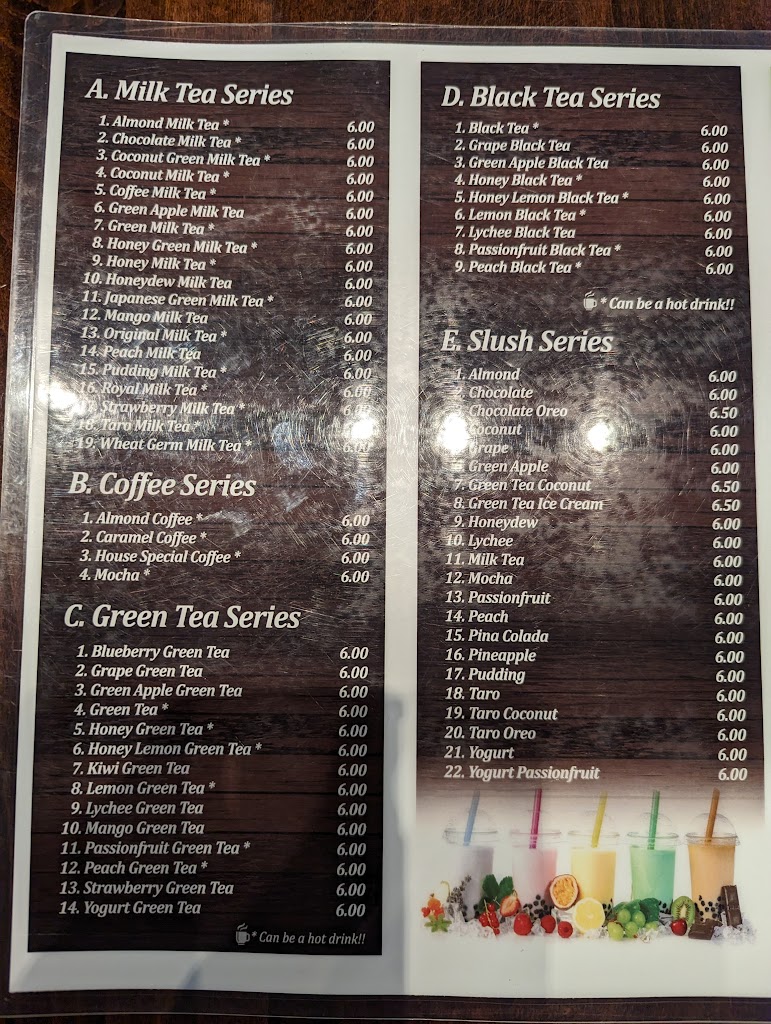 A. Milk Tea Series
1. Almond Milk Tea * 6.00
2. Chocolate Milk Tea * 6.00
3. Coconut Green Milk Tea * 6.00
4. Coconut Milk Tea * 6.00
5. Coffee Milk Tea * 6.00
6. Green Apple Milk Tea 6.00
7. Green Milk Tea * 6.00
8. Honey Green Milk Tea * 6.00
9. Honey Milk Tea * 6.00
10. Honeydew Milk Tea 6.00
11. Japanese Green Milk Tea * 6.00
12. Mango Milk Tea 6.00
13. Original Milk Tea * 6.00
14. Peach Milk Tea 6.00
15. Pudding Milk Tea * 6.00
16. Royal Milk Tea * 6.00
17. Strawberry Milk Tea * 6.00
18. Taro Milk Tea * 6.00
19. Wheat Germ Milk Tea * 6.00
B. Coffee Series
1. Almond Coffee * 6.00
2. Caramel Coffee * 6.00
3. House Special Coffee * 6.00
4. Mocha * 6.00
C. Green Tea Series
1. Blueberry Green Tea 6.00
2. Grape Green Tea 6.00
3. Green Apple Green Tea 6.00
4. Green Tea * 6.00
5. Honey Green Tea * 6.00
6. Honey Lemon Green Tea * 6.00
7. Kiwi Green Tea 6.00
8. Lemon Green Tea * 6.00
9. Lychee Green Tea 6.00
10. Mango Green Tea 6.00
11. Passionfruit Green Tea * 6.00
12. Peach Green Tea * 6.00
13. Strawberry Green Tea 6.00
14. Yogurt Green Tea 6.00
* Can be a hot drink!!
D. Black Tea Series
1. Black Tea * 6.00
2. Grape Black Tea 6.00
3. Green Apple Black Tea 6.00
4. Honey Black Tea * 6.00
5. Honey Lemon Black Tea * 6.00
6. Lemon Black Tea * 6.00
7. Lychee Black Tea 6.00
8. Passionfruit Black Tea * 6.00
9. Peach Black Tea * 6.00
* Can be a hot drink!!
E. Slush Series
1. Almond 6.00
2. Chocolate 6.00
Chocolate Oreo 6.50
Coconut 6.00
Grape 6.00
6. Green Apple 6.00
7. Green Tea Coconut 6.50
8. Green Tea Ice Cream 6.50
9. Honeydew 6.00
10. Lychee 6.00
11. Milk Tea 6.00
12. Mocha 6.00
13. Passionfruit 6.00
14. Peach 6.00
15. Pina Colada 6.00
16. Pineapple 6.00
17. Pudding 6.00
18. Taro 6.00
19. Taro Coconut 6.00
20. Taro Oreo 6.00
21. Yogurt 6.00
22. Yogurt Passionfruit 6.00